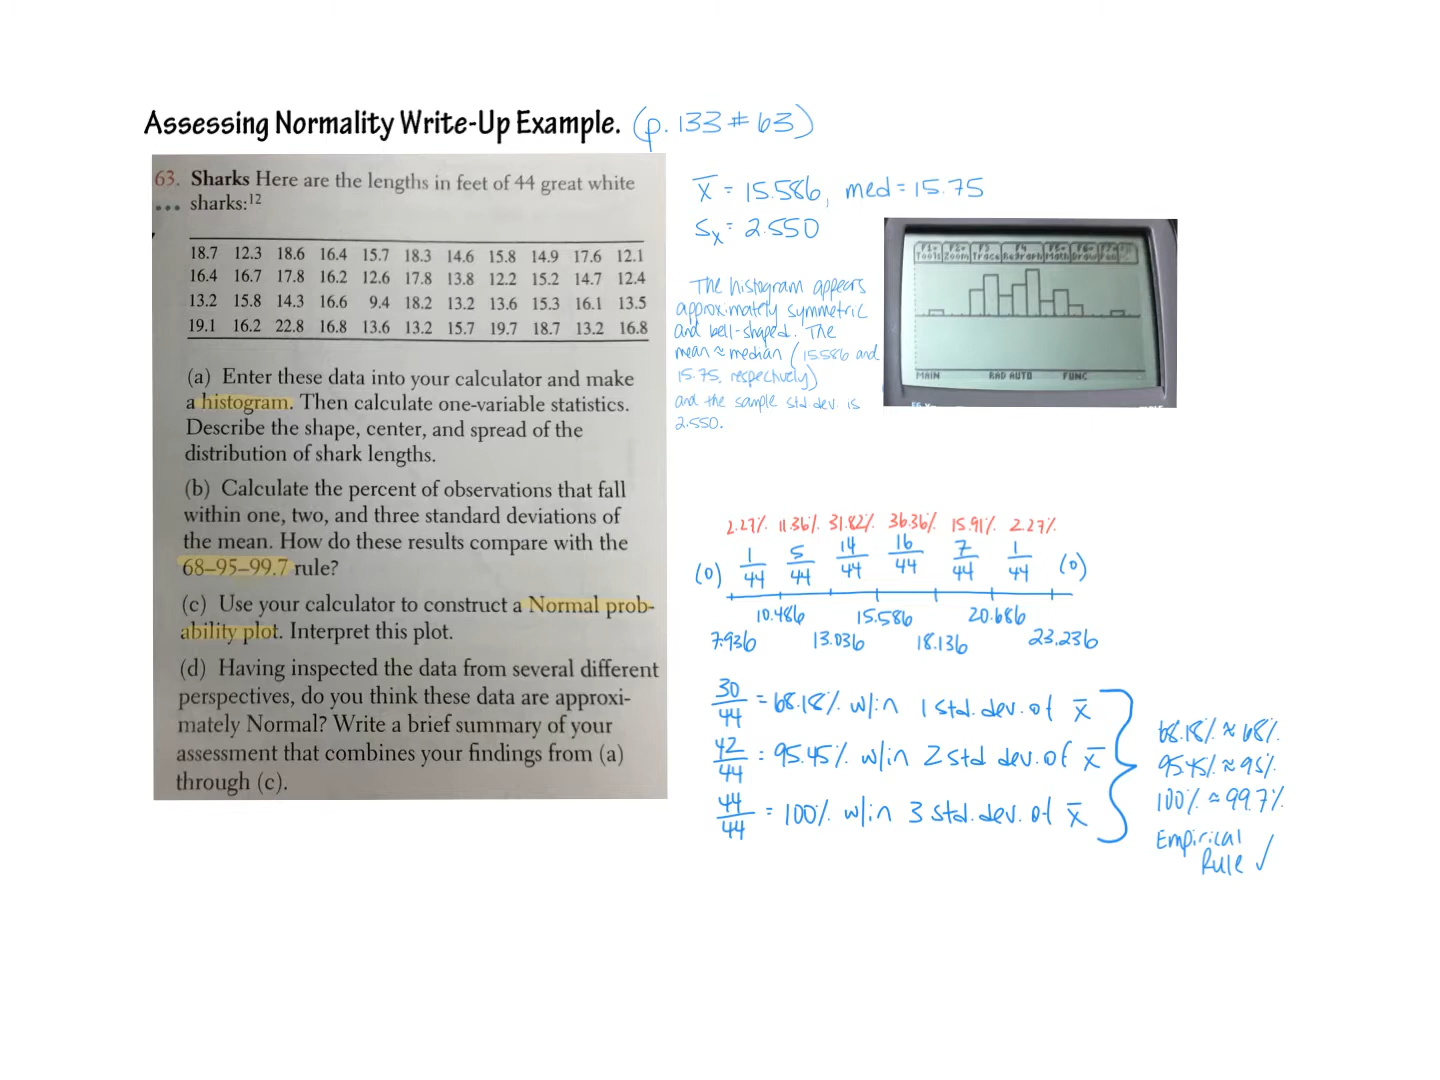 Assessing Normality Write-Up Example. (p. 133 # 63)
63. Sharks Here are the lengths in feet of 44 great white
sharks:12
18.7 12.3 18.6 16.4 15.7 18.3 14.6 15.8 14.9 17.6 12.1
16.4 16.7 17.8 16.2 12.6 17.8 13.8 12.2 15.2 14.7 12.4
13.2 15.8 14.3 16.6 9.4 18.2 13.2 13.6 15.3 16.1 13.5
19.1 16.2 22.8 16.8 13.6 13.2 15.7 19.7 18.7 13.2 16.8
(a) Enter these data into your calculator and make
a histogram. Then calculate one-variable statistics.
Describe the shape, center, and spread of the
distribution of shark lengths.
(b) Calculate the percent of observations that fall
within one, two, and three standard deviations of
the mean. How do these results compare with the
68–95–99.7 rule?
(c) Use your calculator to construct a Normal prob-
ability plot. Interpret this plot.
(d) Having inspected the data from several different
perspectives, do you think these data are approxi-
mately Normal? Write a brief summary of your
assessment that combines your findings from (a)
through (c).
x̄ = 15.586, med = 15.75
Sx = 2.550
The histogram appears
approximately symmetric
and bell-shaped. The
mean ≈ median (15.586 and
15.75, respectively)
and the sample std dev. is
2.550.
F1 F2 F3 F4 F5 F6 F7
Tools Zoom Trace ReGraph Math Draw Pen
MAIN RAD AUTO FUNC
2.27% 11.36% 31.82% 36.36% 15.91% 2.27%
(0) 1/44 5/44 14/44 16/44 7/44 1/44 (0)
10.486 15.586 20.686
7.936 13.036 18.136 23.236
30/44 = 68.18% w/in 1 std. dev. of x̄
42/44 = 95.45% w/in 2 std dev. of x̄
44/44 = 100% w/in 3 std. dev. of x̄
68.18% ≈ 68%
95.45% ≈ 95%
100% ≈ 99.7%
Empirical
Rule ✓